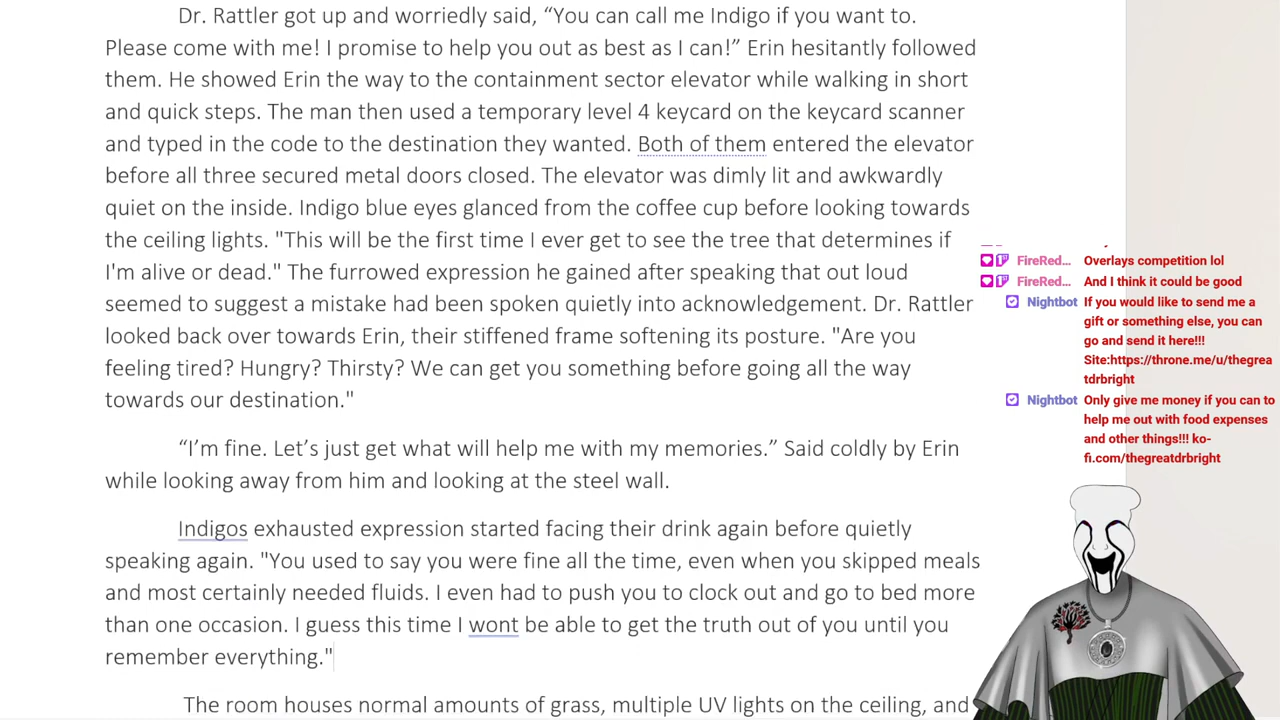 Dr. Rattler got up and worriedly said, “You can call me Indigo if you want to.
Please come with me! I promise to help you out as best as I can!” Erin hesitantly followed
them. He showed Erin the way to the containment sector elevator while walking in short
and quick steps. The man then used a temporary level 4 keycard on the keycard scanner
and typed in the code to the destination they wanted. Both of them entered the elevator
before all three secured metal doors closed. The elevator was dimly lit and awkwardly
quiet on the inside. Indigo blue eyes glanced from the coffee cup before looking towards
the ceiling lights. "This will be the first time I ever get to see the tree that determines if
I'm alive or dead." The furrowed expression he gained after speaking that out loud
seemed to suggest a mistake had been spoken quietly into acknowledgement. Dr. Rattler
looked back over towards Erin, their stiffened frame softening its posture. "Are you
feeling tired? Hungry? Thirsty? We can get you something before going all the way
towards our destination."
“I’m fine. Let’s just get what will help me with my memories.” Said coldly by Erin
while looking away from him and looking at the steel wall.
Indigos exhausted expression started facing their drink again before quietly
speaking again. "You used to say you were fine all the time, even when you skipped meals
and most certainly needed fluids. I even had to push you to clock out and go to bed more
than one occasion. I guess this time I wont be able to get the truth out of you until you
remember everything."
The room houses normal amounts of grass, multiple UV lights on the ceiling, and
FireRed... Overlays competition lol
FireRed... And I think it could be good
Nightbot If you would like to send me a
gift or something else, you can
go and send it here!!!
Site:https://throne.me/u/thegrea
tdrbright
Nightbot Only give me money if you can to
help me out with food expenses
and other things!!! ko-
fi.com/thegreatdrbright